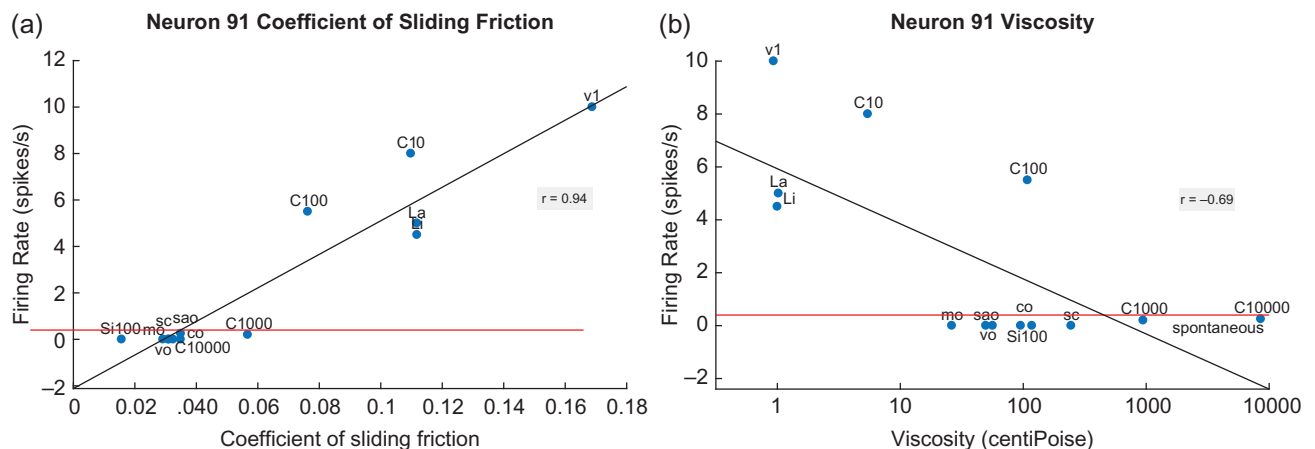 (a)
Neuron 91 Coefficient of Sliding Friction
12
10
8
6
4
2
0
–2
Firing Rate (spikes/s)
v1
C10
C100
La
Li
r = 0.94
Si100
mo
sc
sao
vo
co
C10000
C1000
0
0.02
.040
0.06
0.08
0.1
0.12
0.14
0.16
0.18
Coefficient of sliding friction
(b)
Neuron 91 Viscosity
10
8
6
4
2
0
–2
Firing Rate (spikes/s)
v1
C10
C100
La
Li
r = –0.69
mo
sao
vo
co
Si100
sc
C1000
C10000
spontaneous
1
10
100
1000
10000
Viscosity (centiPoise)